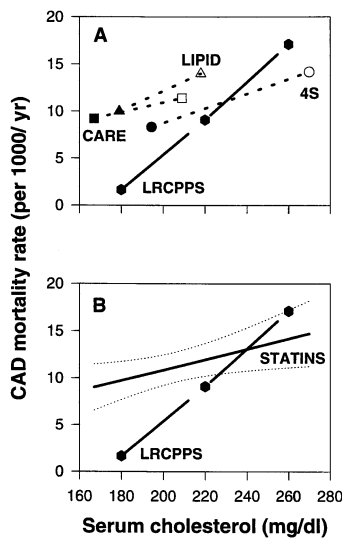 CAD mortality rate (per 1000/ yr)
20
15
10
5
0
A
LIPID
CARE
4S
LRCPPS
20
15
10
5
0
B
STATINS
LRCPPS
160 180 200 220 240 260 280
Serum cholesterol (mg/dl)